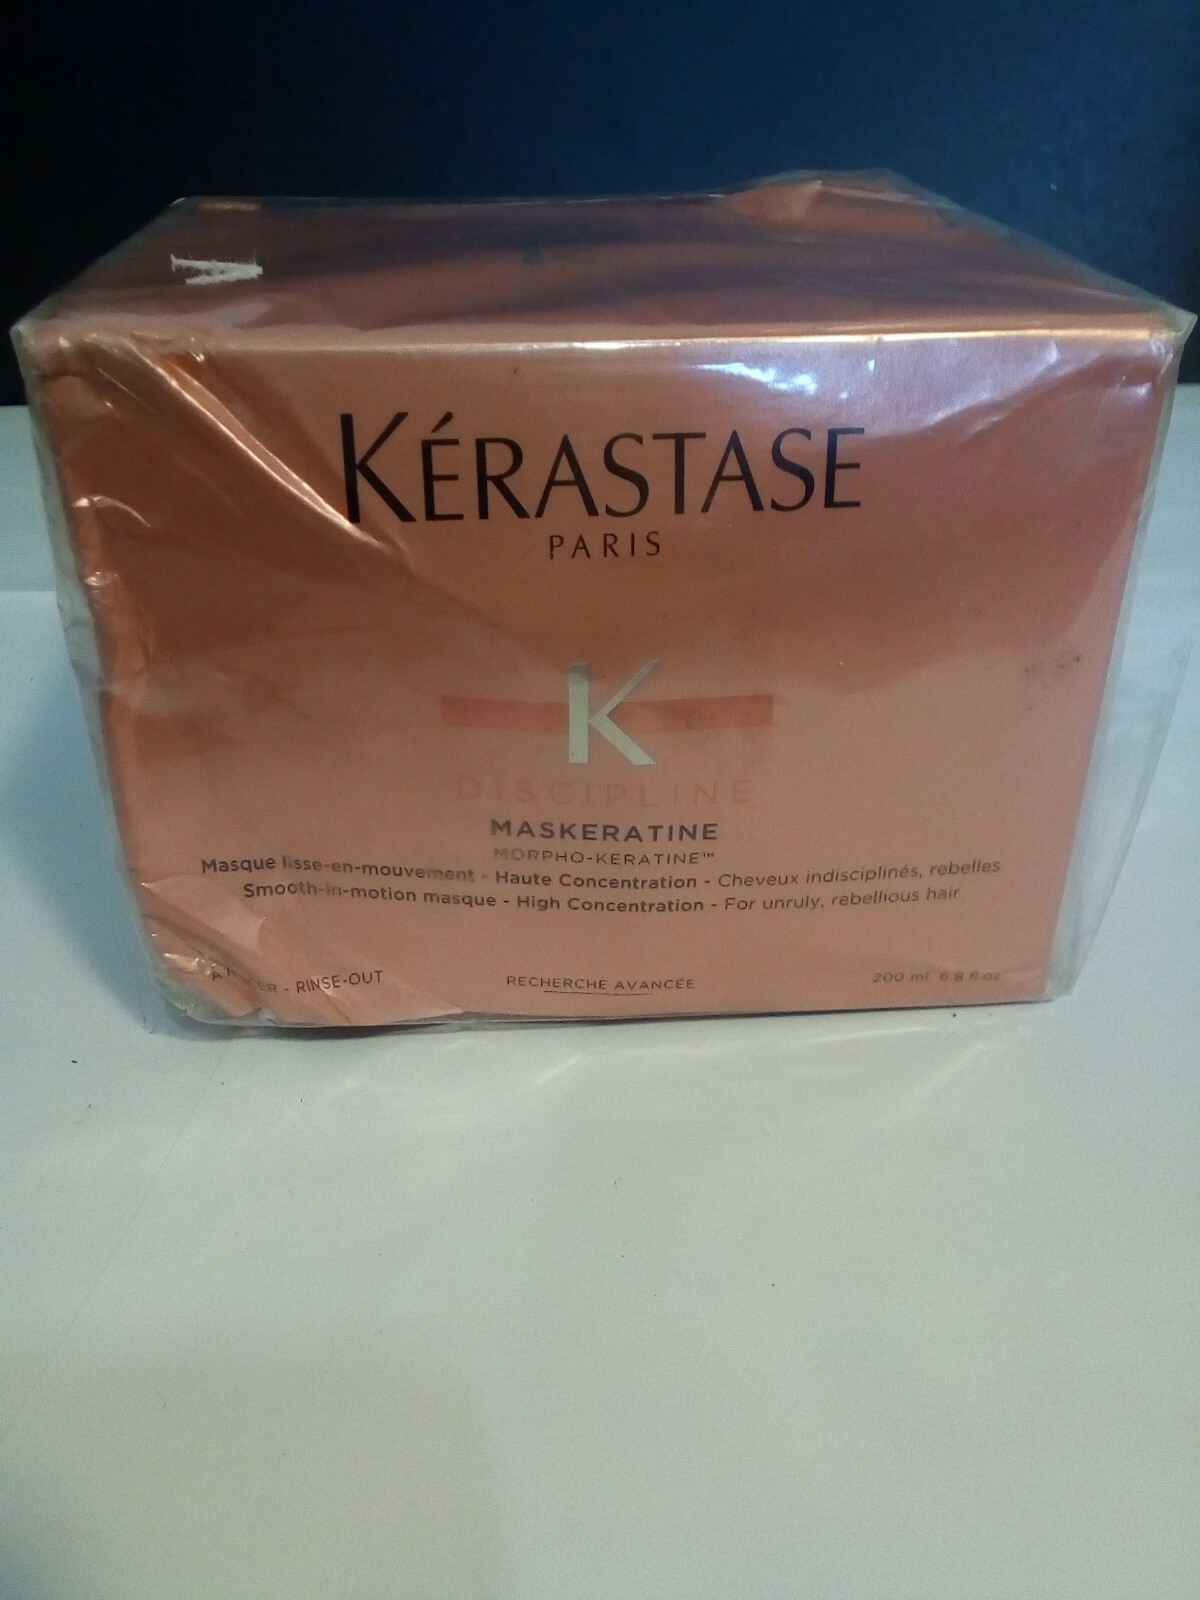 KÉRASTASE
PARIS
K
DISCIPLINE
MASKERATINE
MORPHO-KERATINE™
Masque lisse-en-mouvement - Haute Concentration - Cheveux indisciplinés, rebelles
Smooth-in-motion masque - High Concentration - For unruly, rebellious hair
- RINSE-OUT
RECHERCHE AVANCÉE
200 ml 6.8 fl.oz.